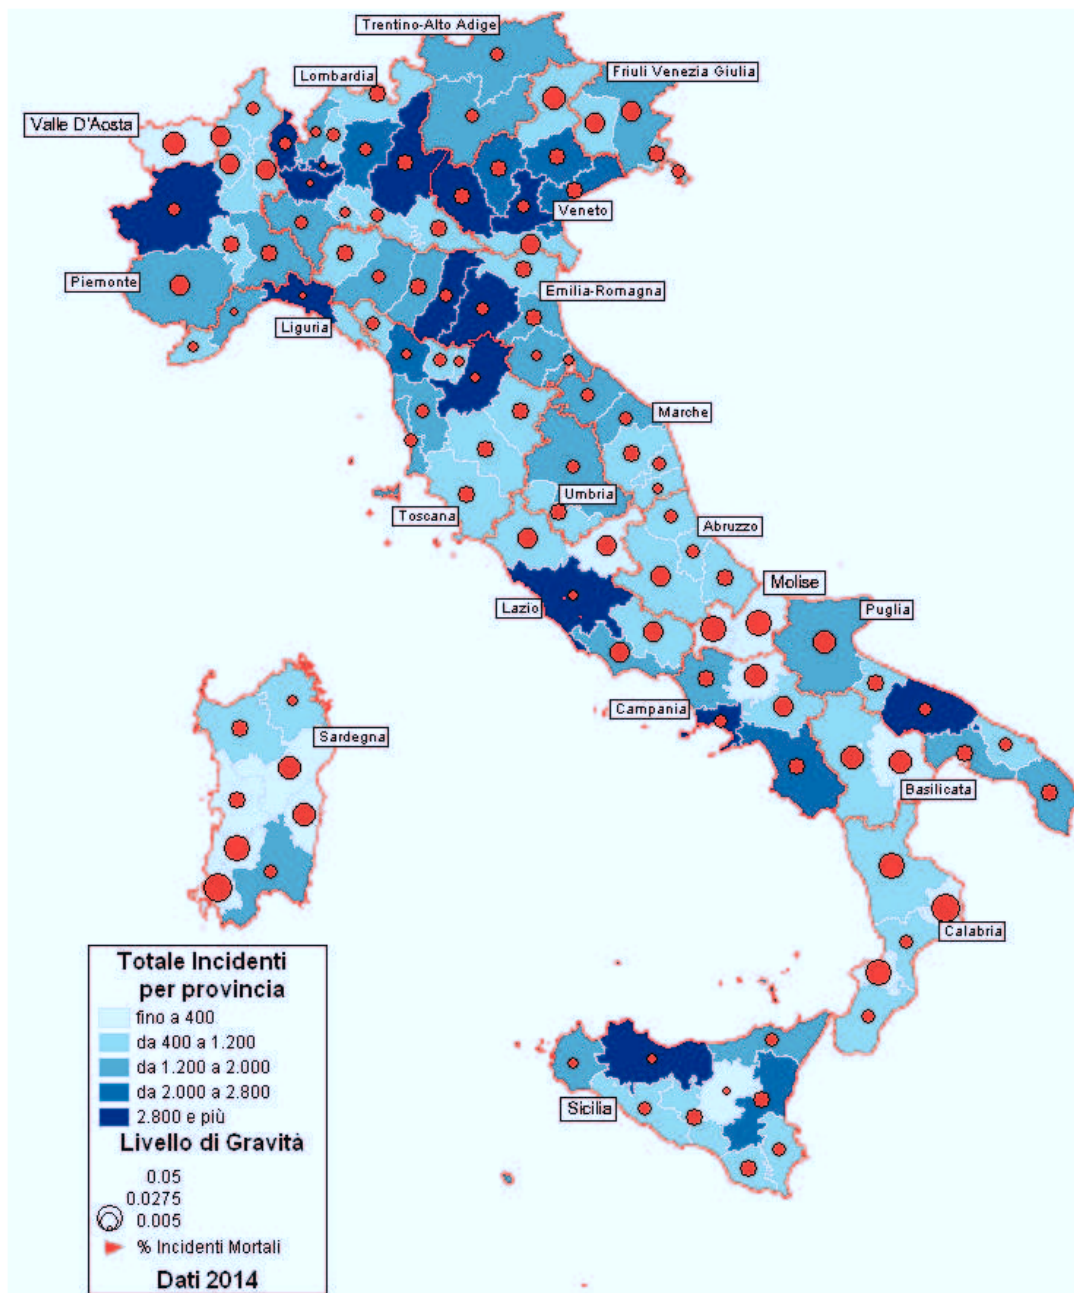 Trentino-Alto Adige
Lombardia
Friuli Venezia Giulia
Valle D'Aosta
Veneto
Piemonte
Emilia-Romagna
Liguria
Marche
Umbria
Toscana
Abruzzo
Molise
Lazio
Puglia
Campania
Sardegna
Basilicata
Calabria
Sicilia
Totale Incidenti
per provincia
fino a 400
da 400 a 1.200
da 1.200 a 2.000
da 2.000 a 2.800
2.800 e più
Livello di Gravità
0.05
0.0275
0.005
% Incidenti Mortali
Dati 2014